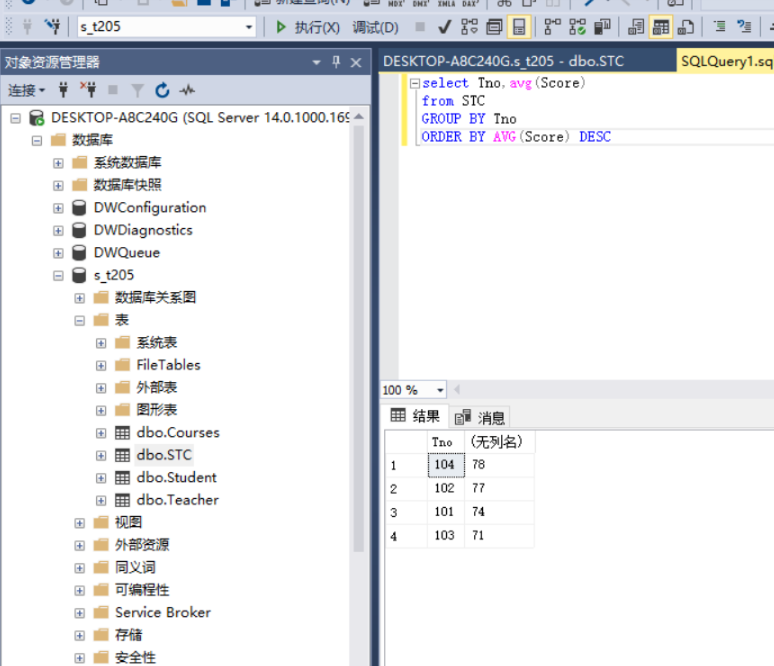 s_t205
执行(X)
调试(D)
对象资源管理器
连接
DESKTOP-A8C240G (SQL Server 14.0.1000.169
数据库
系统数据库
数据库快照
DWConfiguration
DWDiagnostics
DWQueue
s_t205
数据库关系图
表
系统表
FileTables
外部表
图形表
dbo.Courses
dbo.STC
dbo.Student
dbo.Teacher
视图
外部资源
同义词
可编程性
Service Broker
存储
安全性
DESKTOP-A8C240G.s_t205 - dbo.STC
SQLQuery1.sq
select Tno,avg(Score)
from STC
GROUP BY Tno
ORDER BY AVG(Score) DESC
100 %
结果
消息
Tno (无列名)
1 104 78
2 102 77
3 101 74
4 103 71